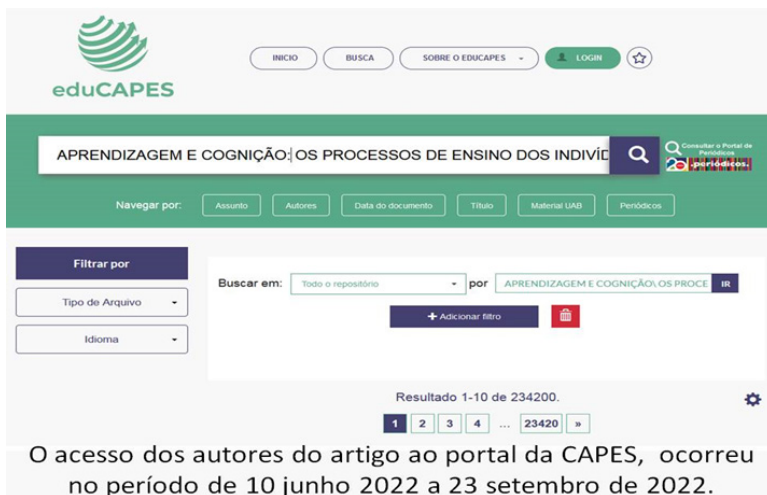 INICIO BUSCA SOBRE O EDUCAPES LOGIN
eduCAPES
APRENDIZAGEM E COGNIÇÃO: OS PROCESSOS DE ENSINO DOS INDIVÍD
Consultar o Portal de
Periódicos
.periódicos.
Navegar por: Assunto Autores Data do documento Título Material UAB Periódicos
Filtrar por
Buscar em: Todo o repositório por APRENDIZAGEM E COGNIÇÃO\ OS PROCE IR
Tipo de Arquivo
+ Adicionar filtro
Idioma
Resultado 1-10 de 234200.
1 2 3 4 ... 23420 »
O acesso dos autores do artigo ao portal da CAPES, ocorreu
no período de 10 junho 2022 a 23 setembro de 2022.